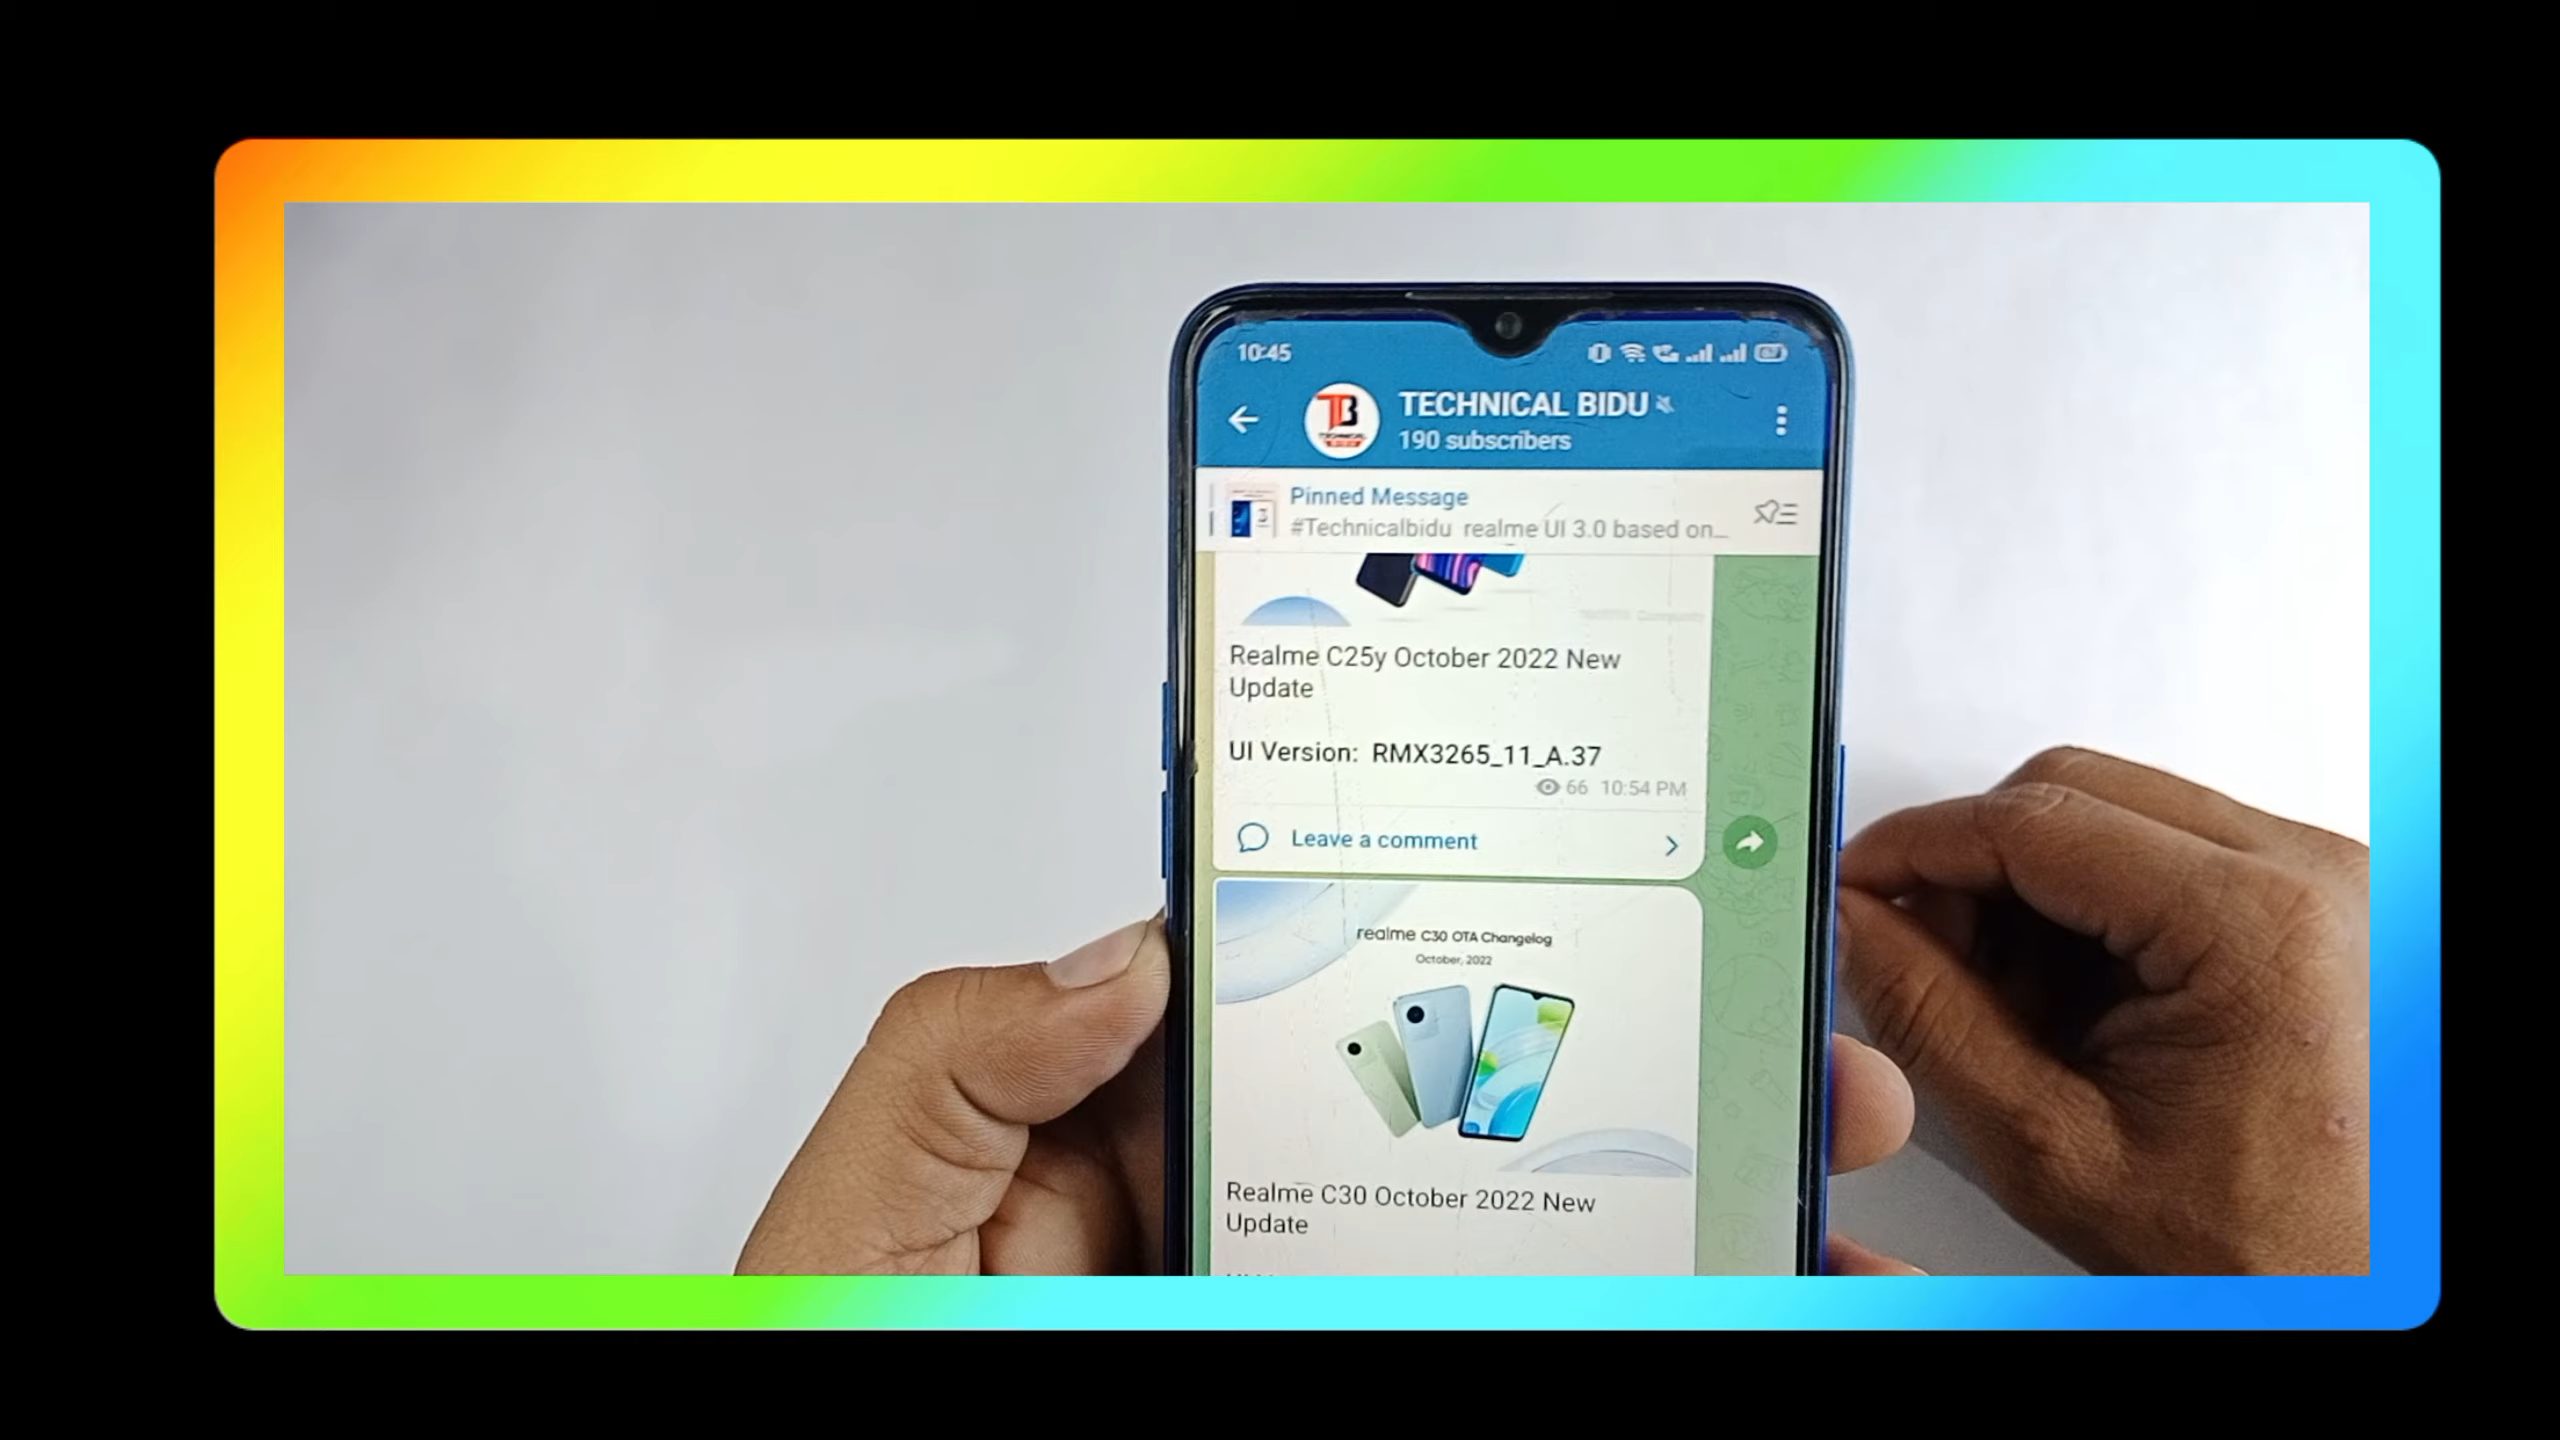 10:45
67
TECHNICAL BIDU
190 subscribers
Pinned Message
#Technicalbidu realme UI 3.0 based on...
Realme C25y October 2022 New
Update
UI Version: RMX3265_11_A.37
66 10:54 PM
Leave a comment
realme C30 OTA Changelog
October, 2022
Realme C30 October 2022 New
Update